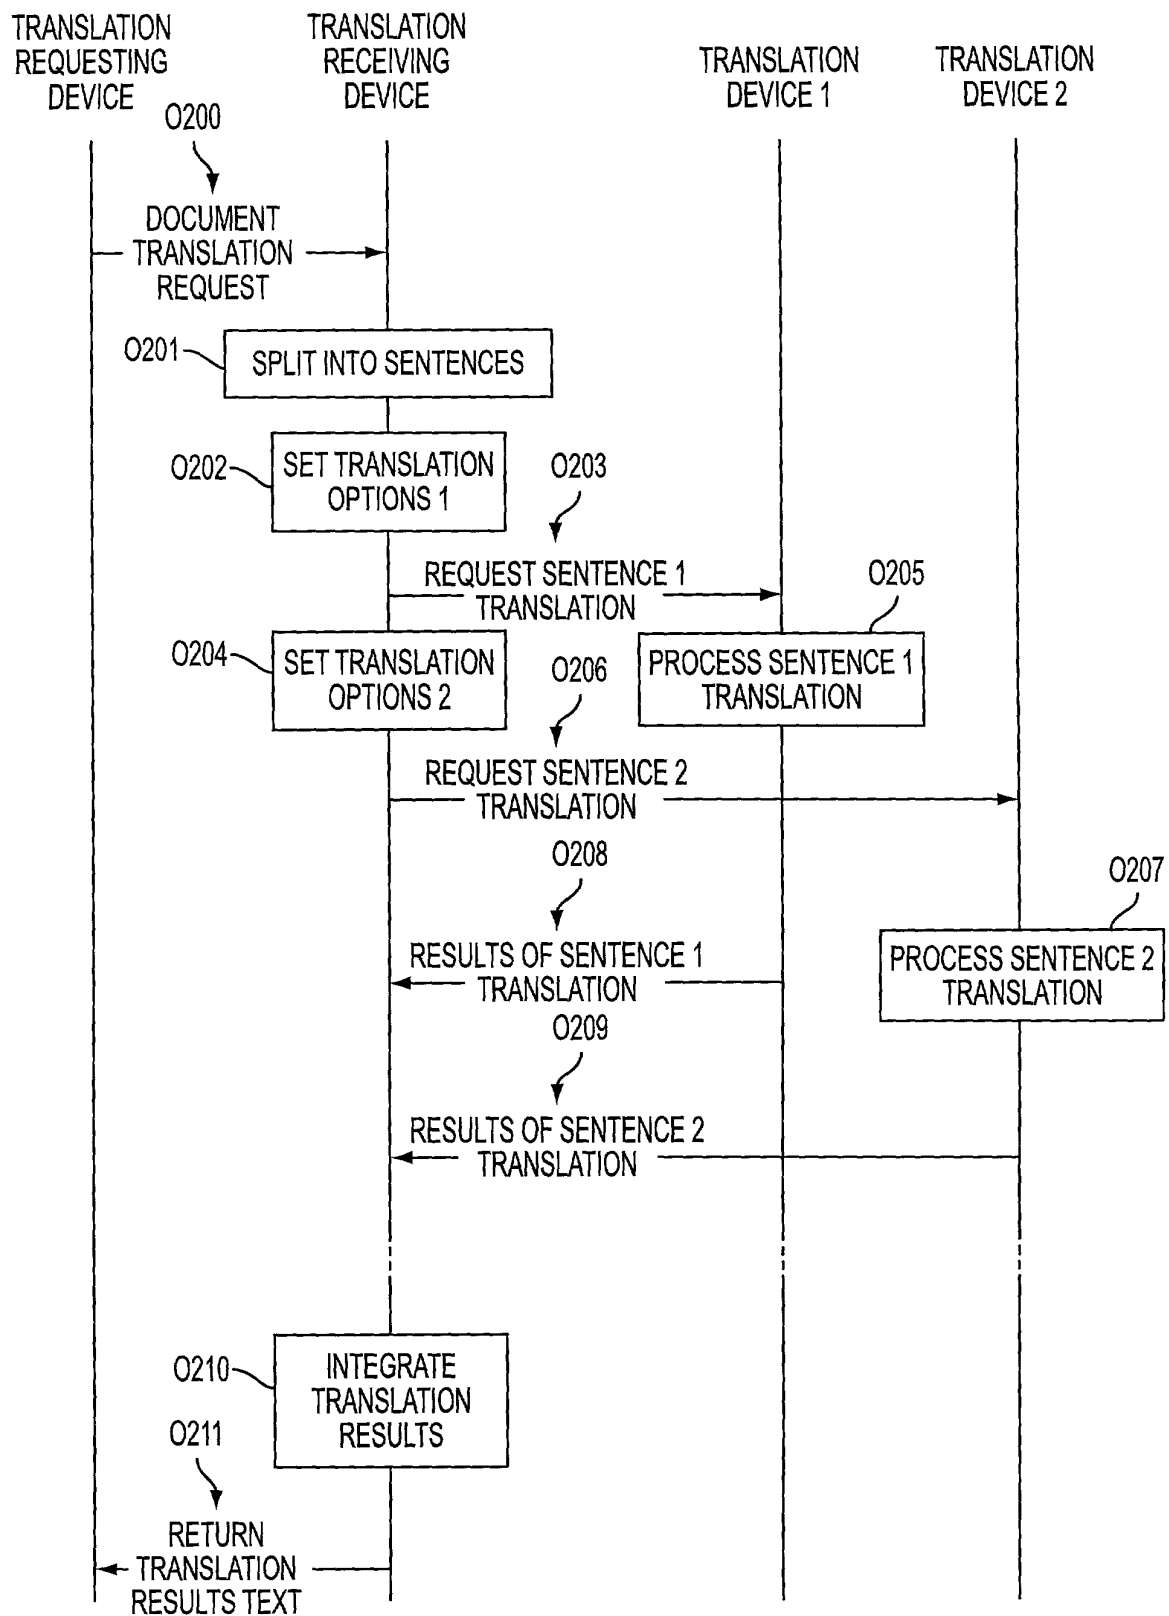 TRANSLATION
REQUESTING
DEVICE
TRANSLATION
RECEIVING
DEVICE
TRANSLATION
DEVICE 1
TRANSLATION
DEVICE 2
O200
DOCUMENT
TRANSLATION
REQUEST
O201
SPLIT INTO SENTENCES
O202
SET TRANSLATION
OPTIONS 1
O203
REQUEST SENTENCE 1
TRANSLATION
O204
SET TRANSLATION
OPTIONS 2
O205
PROCESS SENTENCE 1
TRANSLATION
O206
REQUEST SENTENCE 2
TRANSLATION
O207
PROCESS SENTENCE 2
TRANSLATION
O208
RESULTS OF SENTENCE 1
TRANSLATION
O209
RESULTS OF SENTENCE 2
TRANSLATION
O210
INTEGRATE
TRANSLATION
RESULTS
O211
RETURN
TRANSLATION
RESULTS TEXT